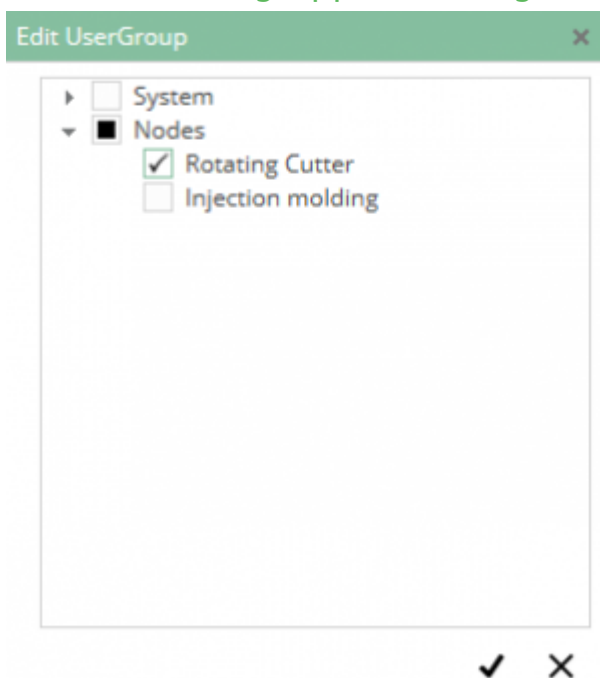 Edit UserGroup
System
Nodes
Rotating Cutter
Injection molding